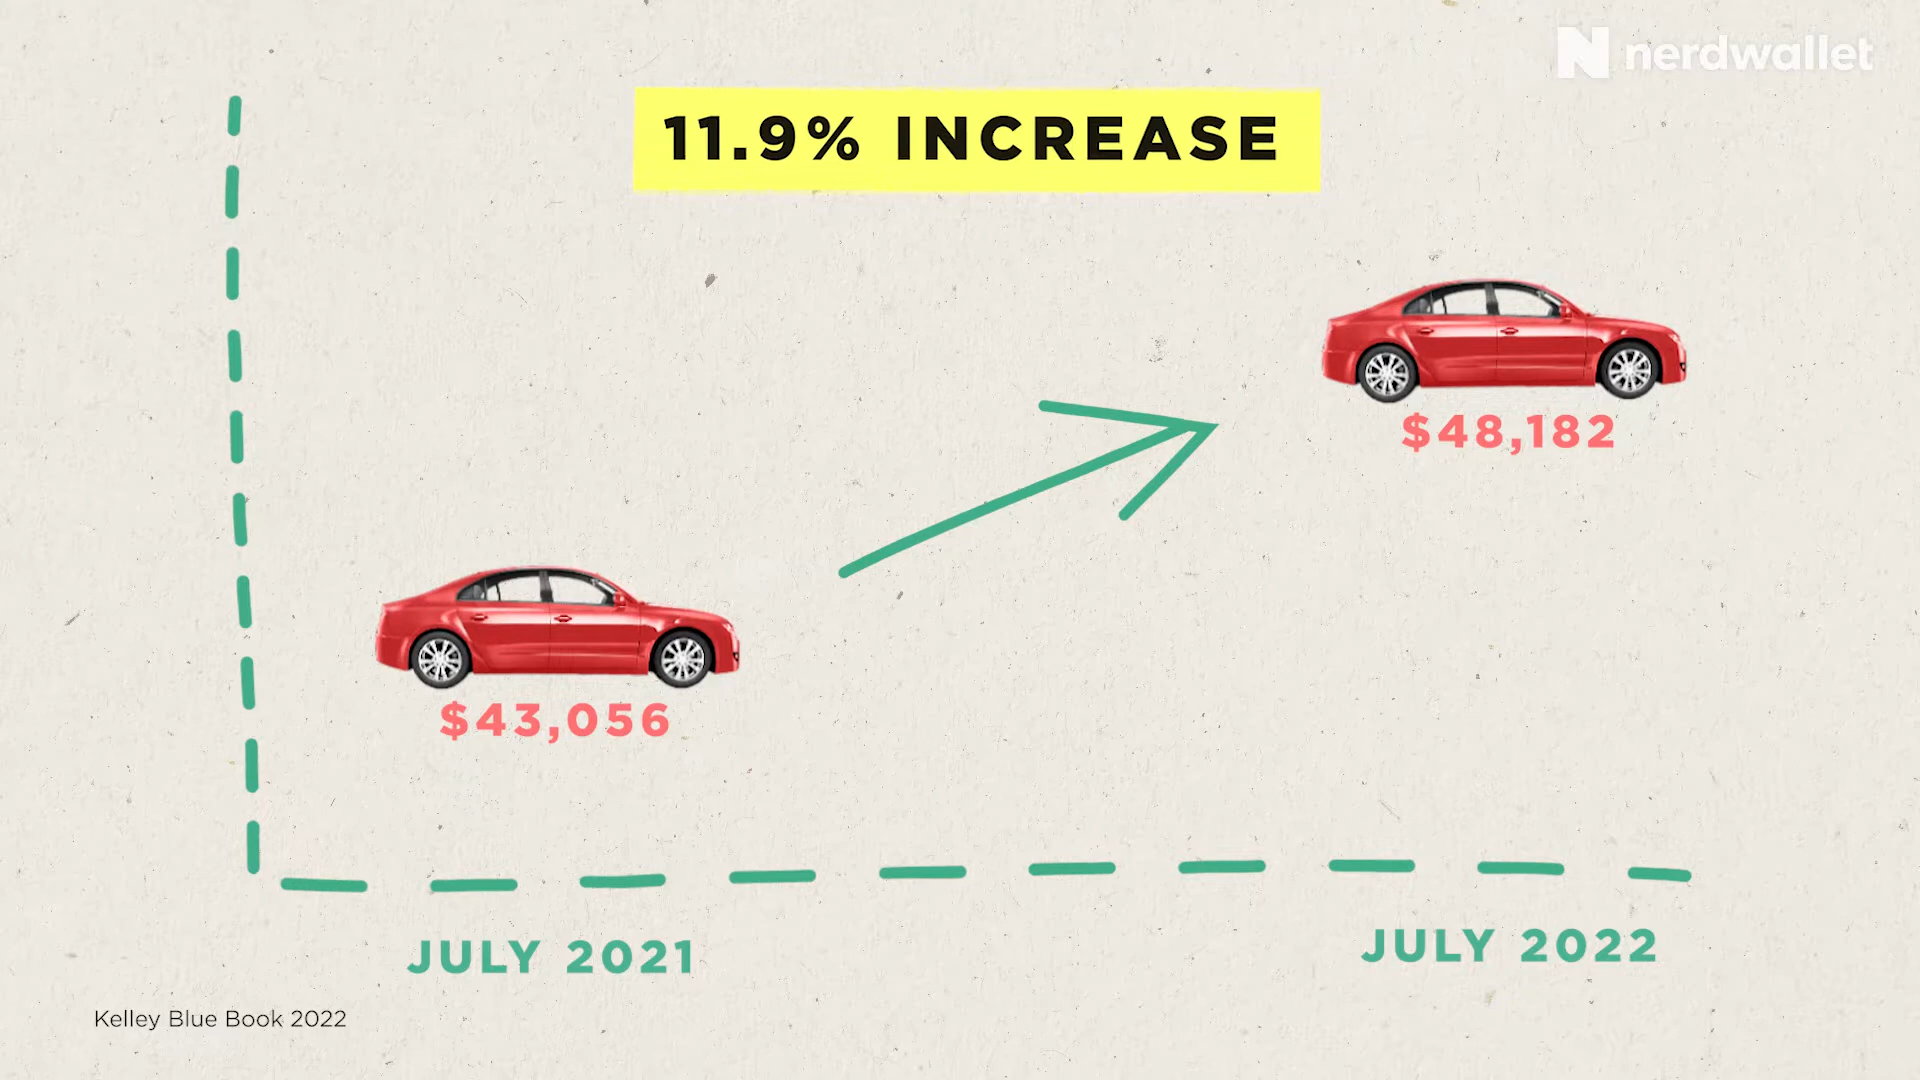 nerdwallet
11.9% INCREASE
$48,182
$43,056
JULY 2021
JULY 2022
Kelley Blue Book 2022